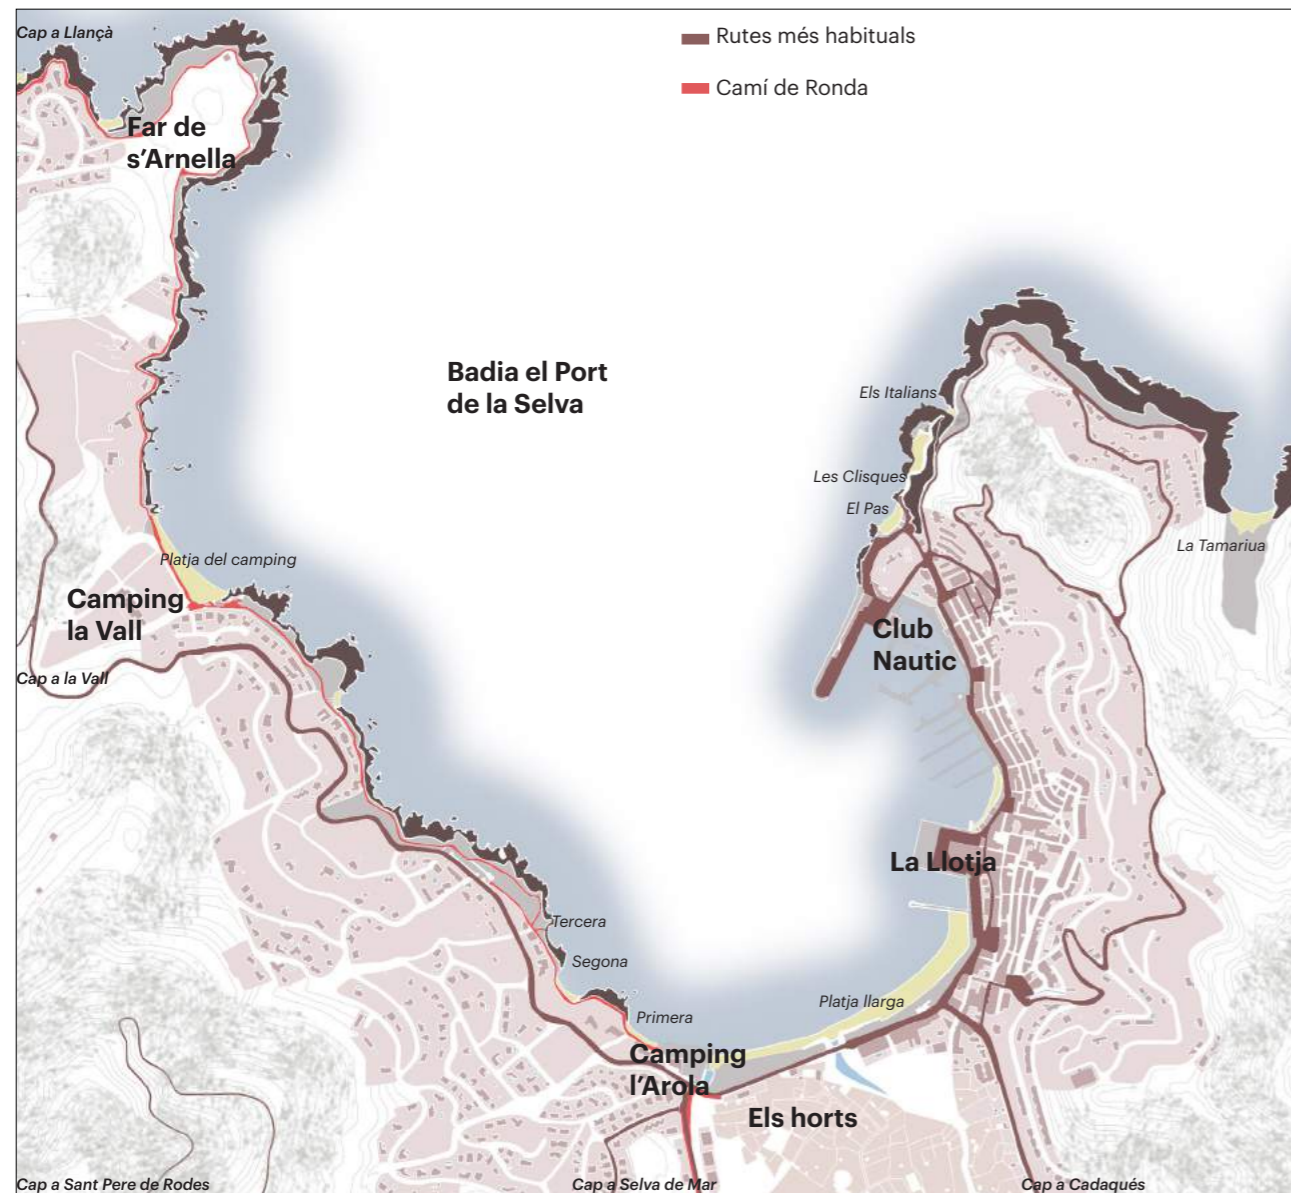 Cap a Llançà
Rutes més habituals
Camí de Ronda
Far de
s'Arnella
Badia el Port
de la Selva
Els Italians
Les Clisques
El Pas
La Tamariua
Platja del camping
Camping
la Vall
Club
Nautic
Cap a la Vall
La Llotja
Tercera
Segona
Platja llarga
Primera
Camping
l'Arola
Els horts
Cap a Sant Pere de Rodes
Cap a Selva de Mar
Cap a Cadaqués